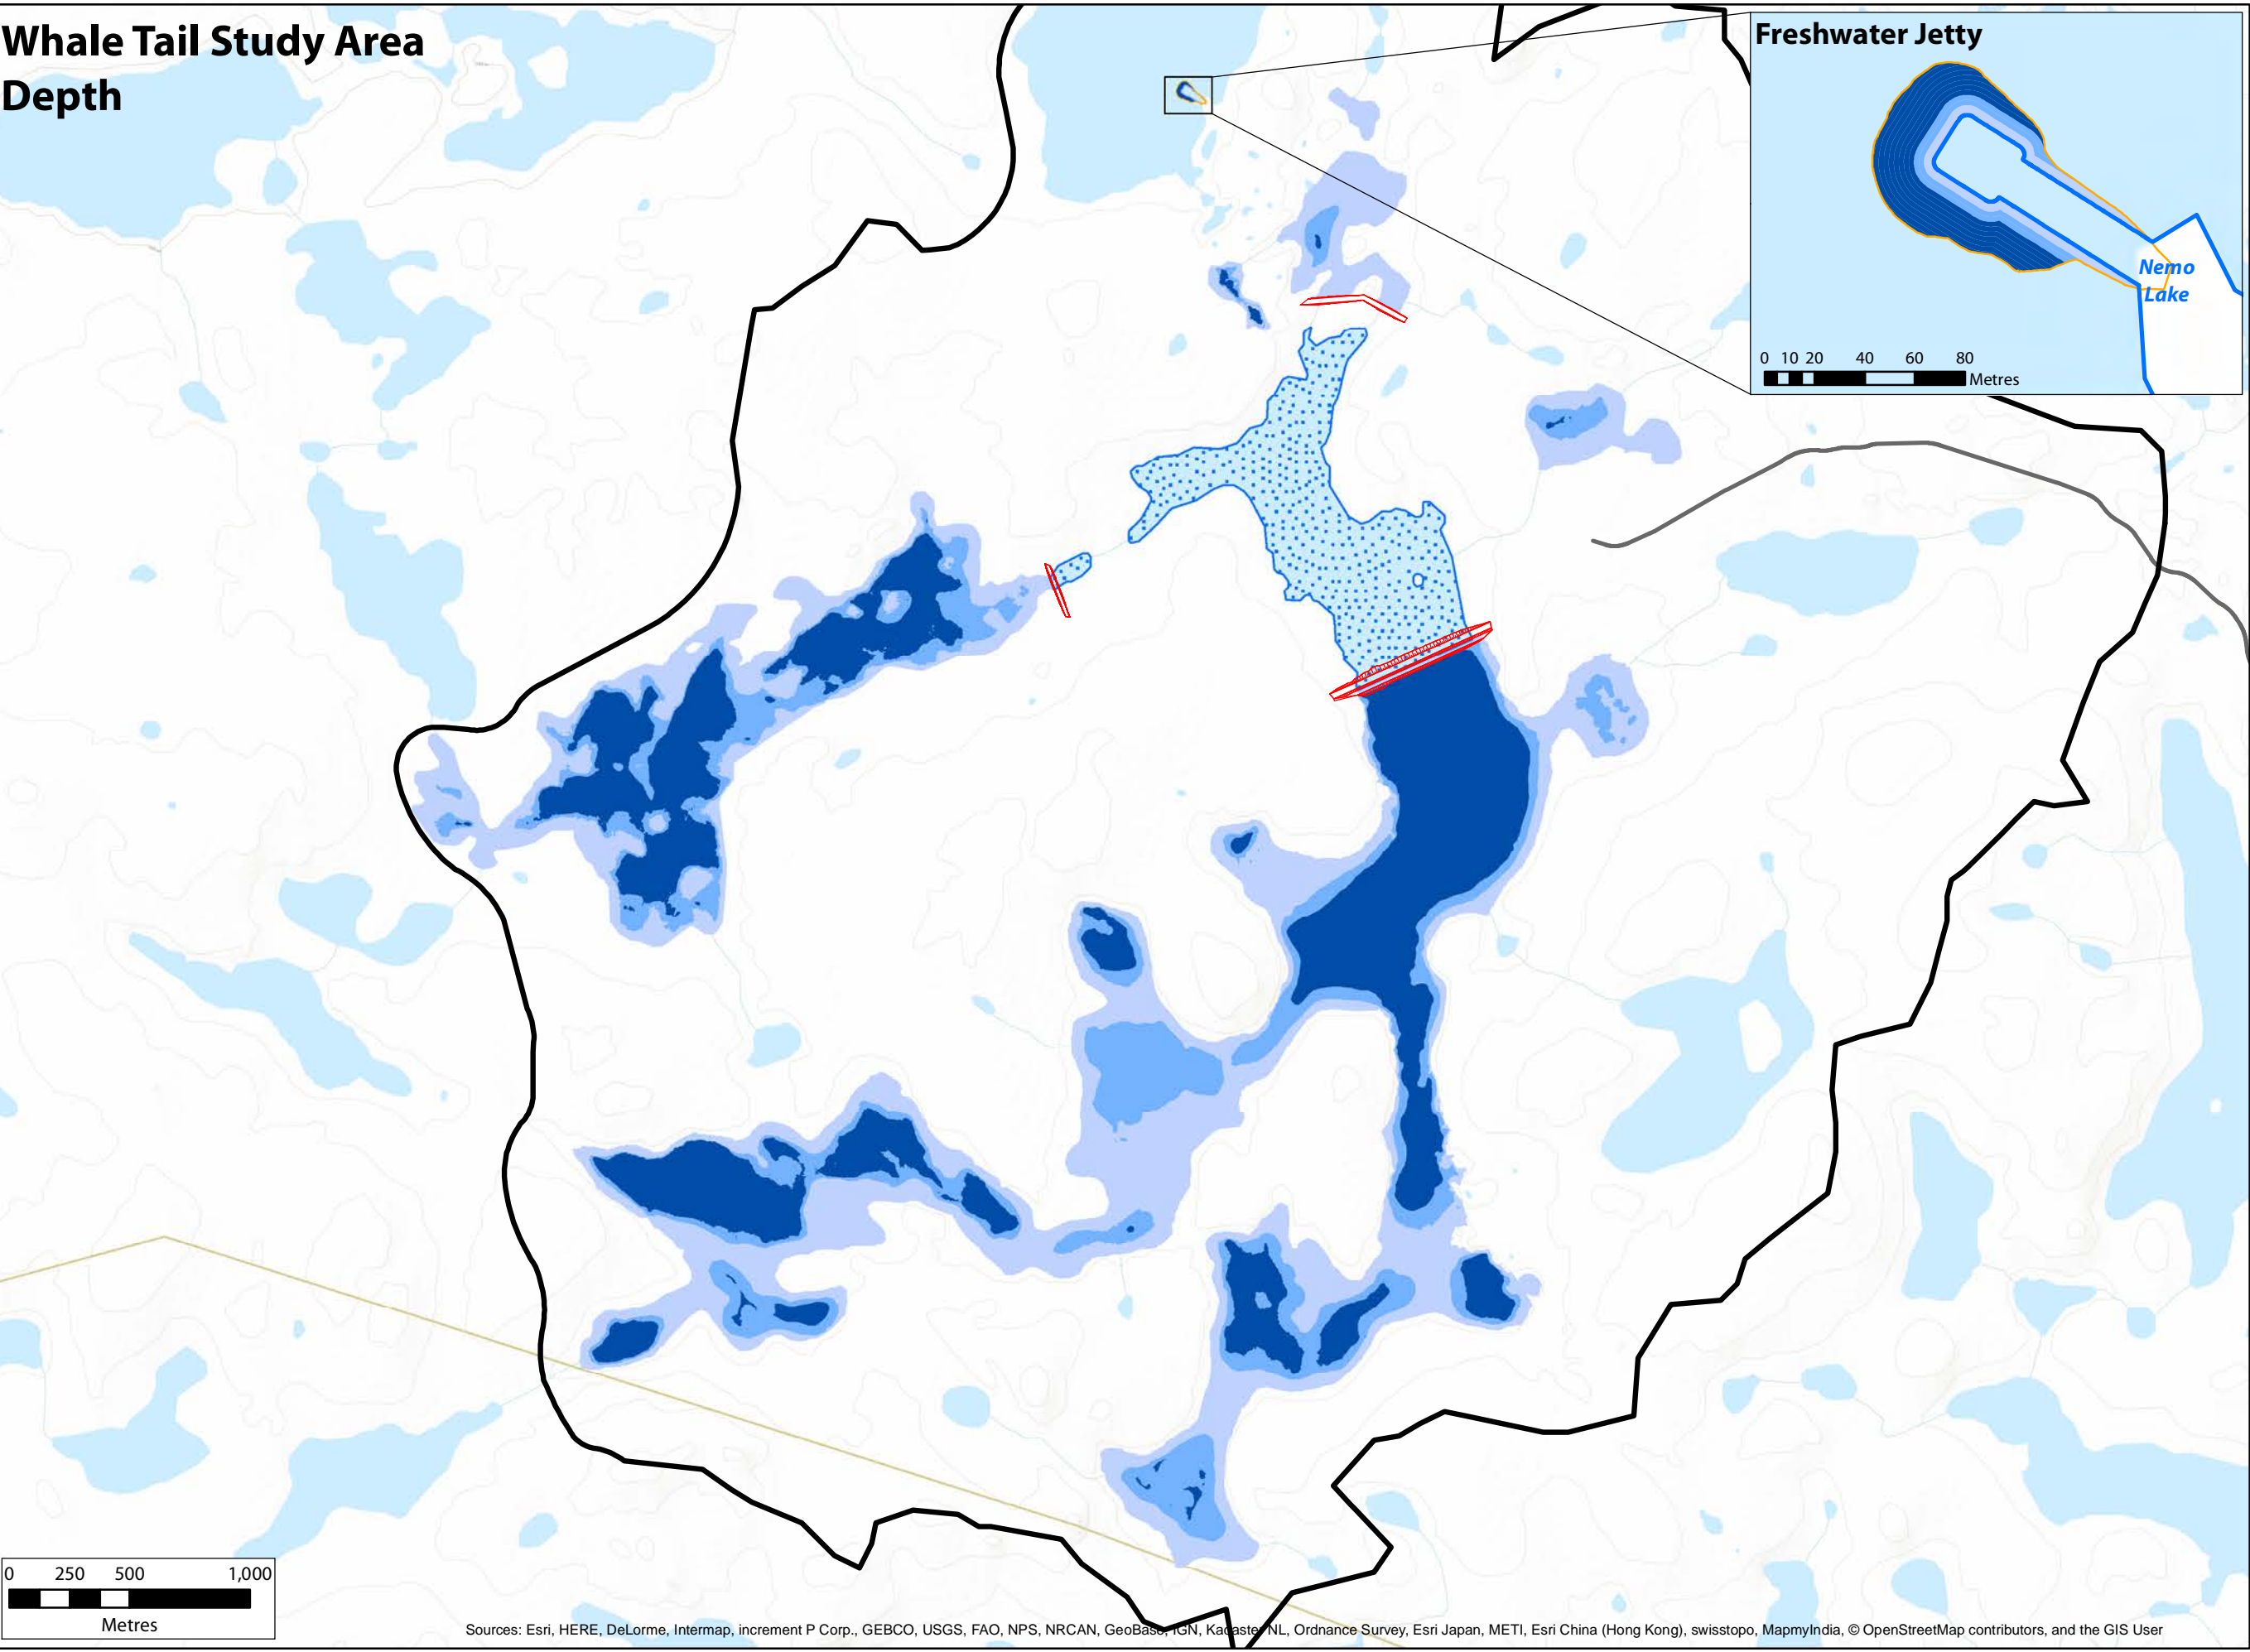 Whale Tail Study Area
Depth
Freshwater Jetty
Nemo
Lake
0 10 20 40 60 80
Metres
0 250 500 1,000
Metres
Sources: Esri, HERE, DeLorme, Intermap, increment P Corp., GEBCO, USGS, FAO, NPS, NRCAN, GeoBase, IGN, Kadaster NL, Ordnance Survey, Esri Japan, METI, Esri China (Hong Kong), swisstopo, MapmyIndia, © OpenStreetMap contributors, and the GIS User